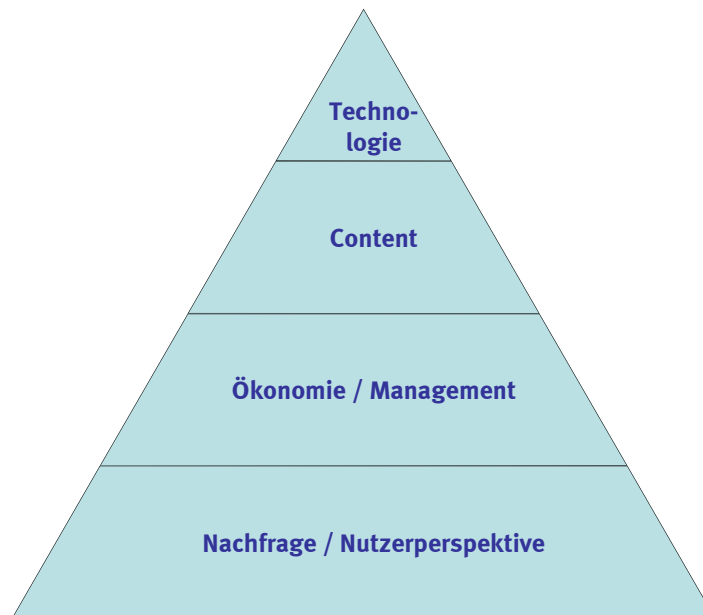 Techno-
logie
Content
Ökonomie / Management
Nachfrage / Nutzerperspektive